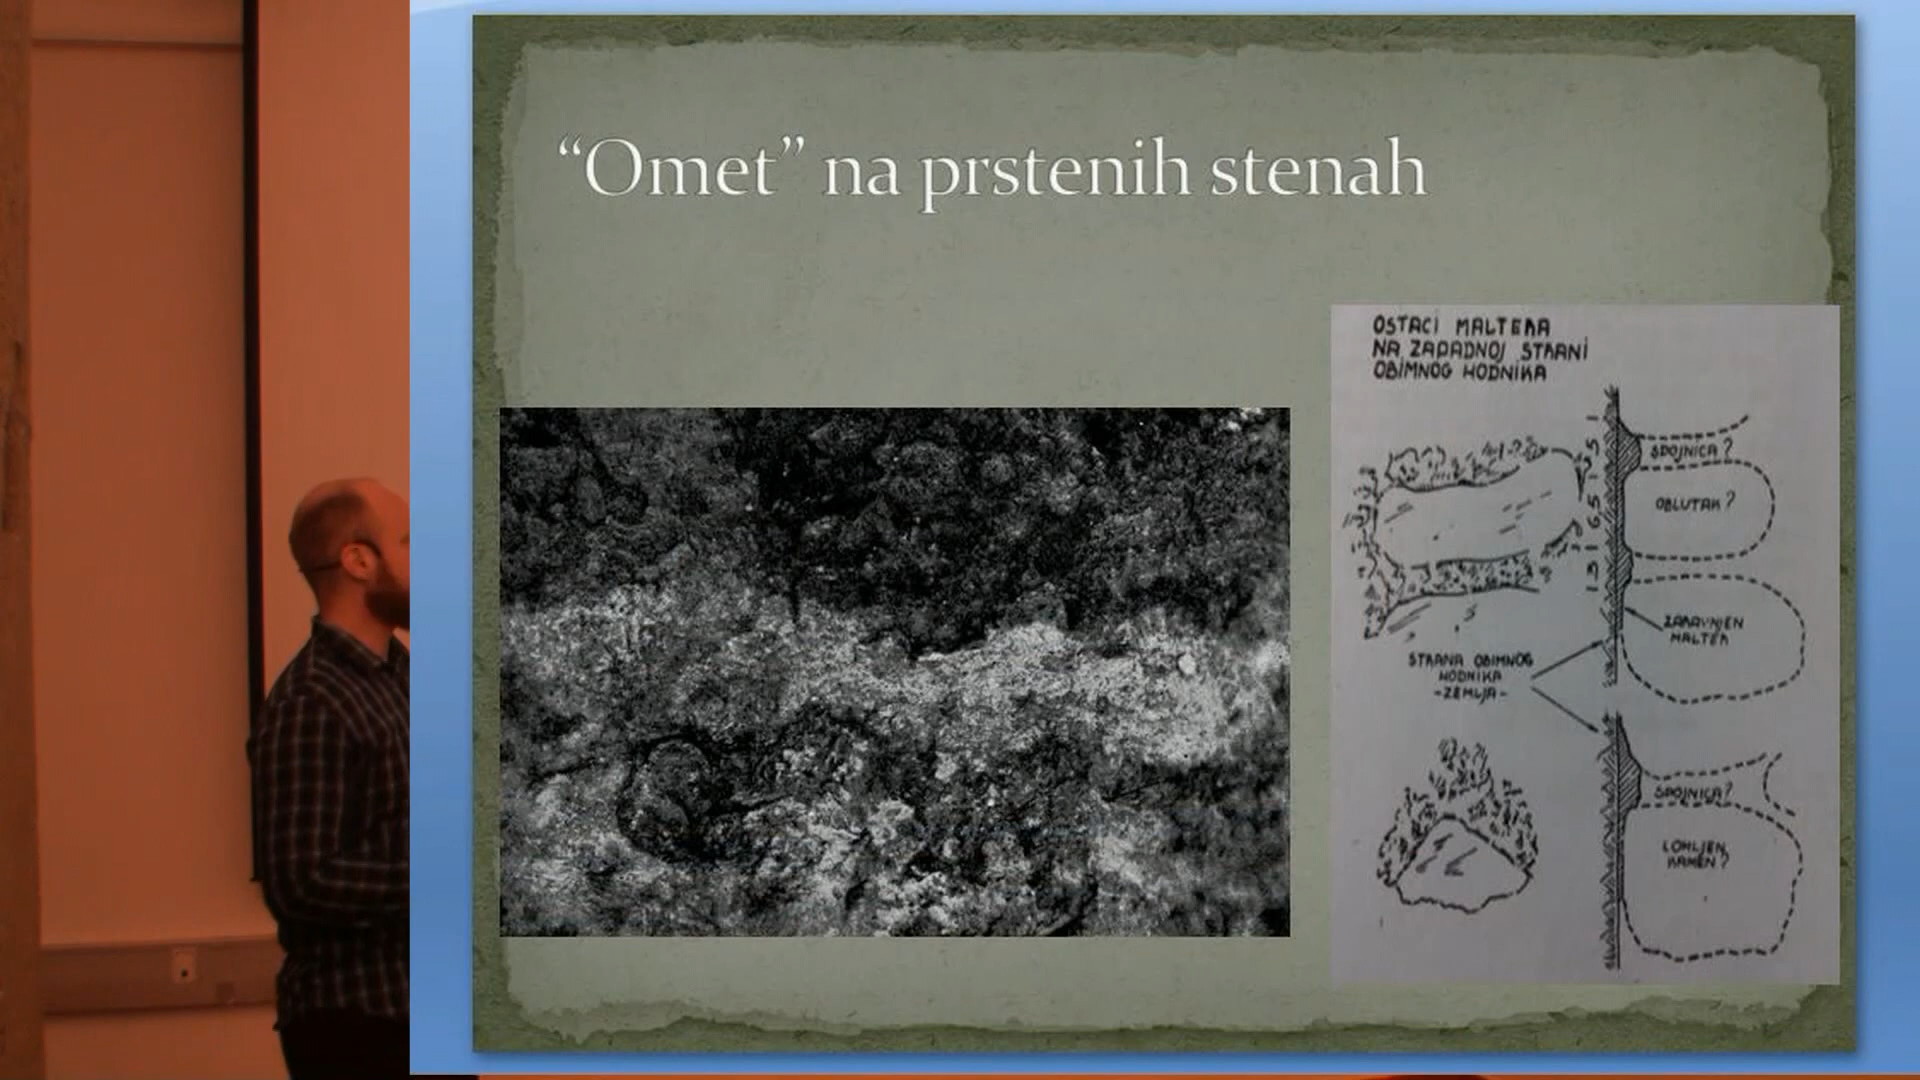 “Omet” na prstenih stenah
OSTACI MALTERA
NA ZAPADNOJ STRANI
OBIMNOG HODNIKA
SPOJNICA?
OBLUTAK?
ZARAVNJEN
MALTER
STRANA OBIMNOG
HODNIKA
-ZEMLJA-
SPOJNICA?
LOMLJEN
KAMEN?